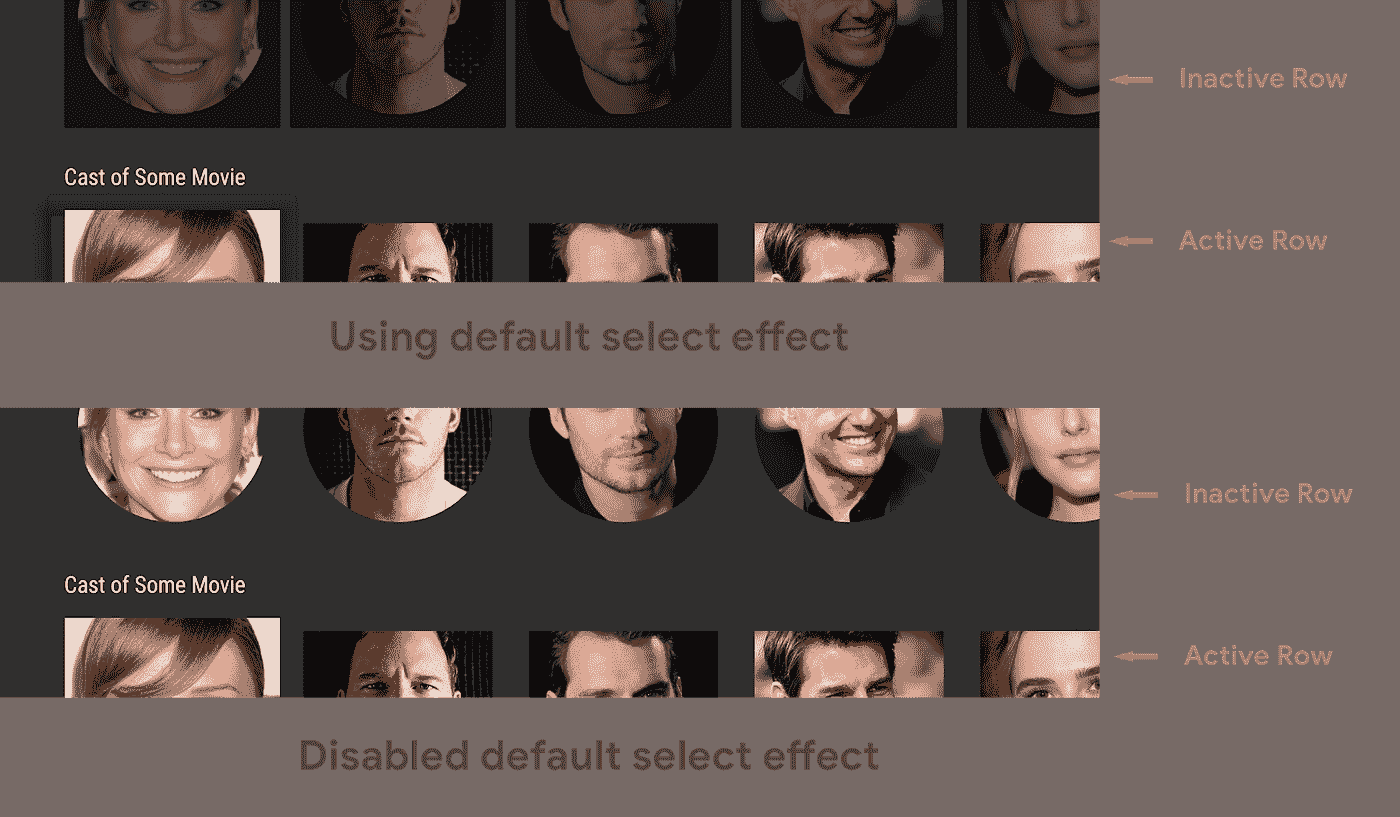 Inactive Row
Cast of Some Movie
Active Row
Using default select effect
Inactive Row
Cast of Some Movie
Active Row
Disabled default select effect